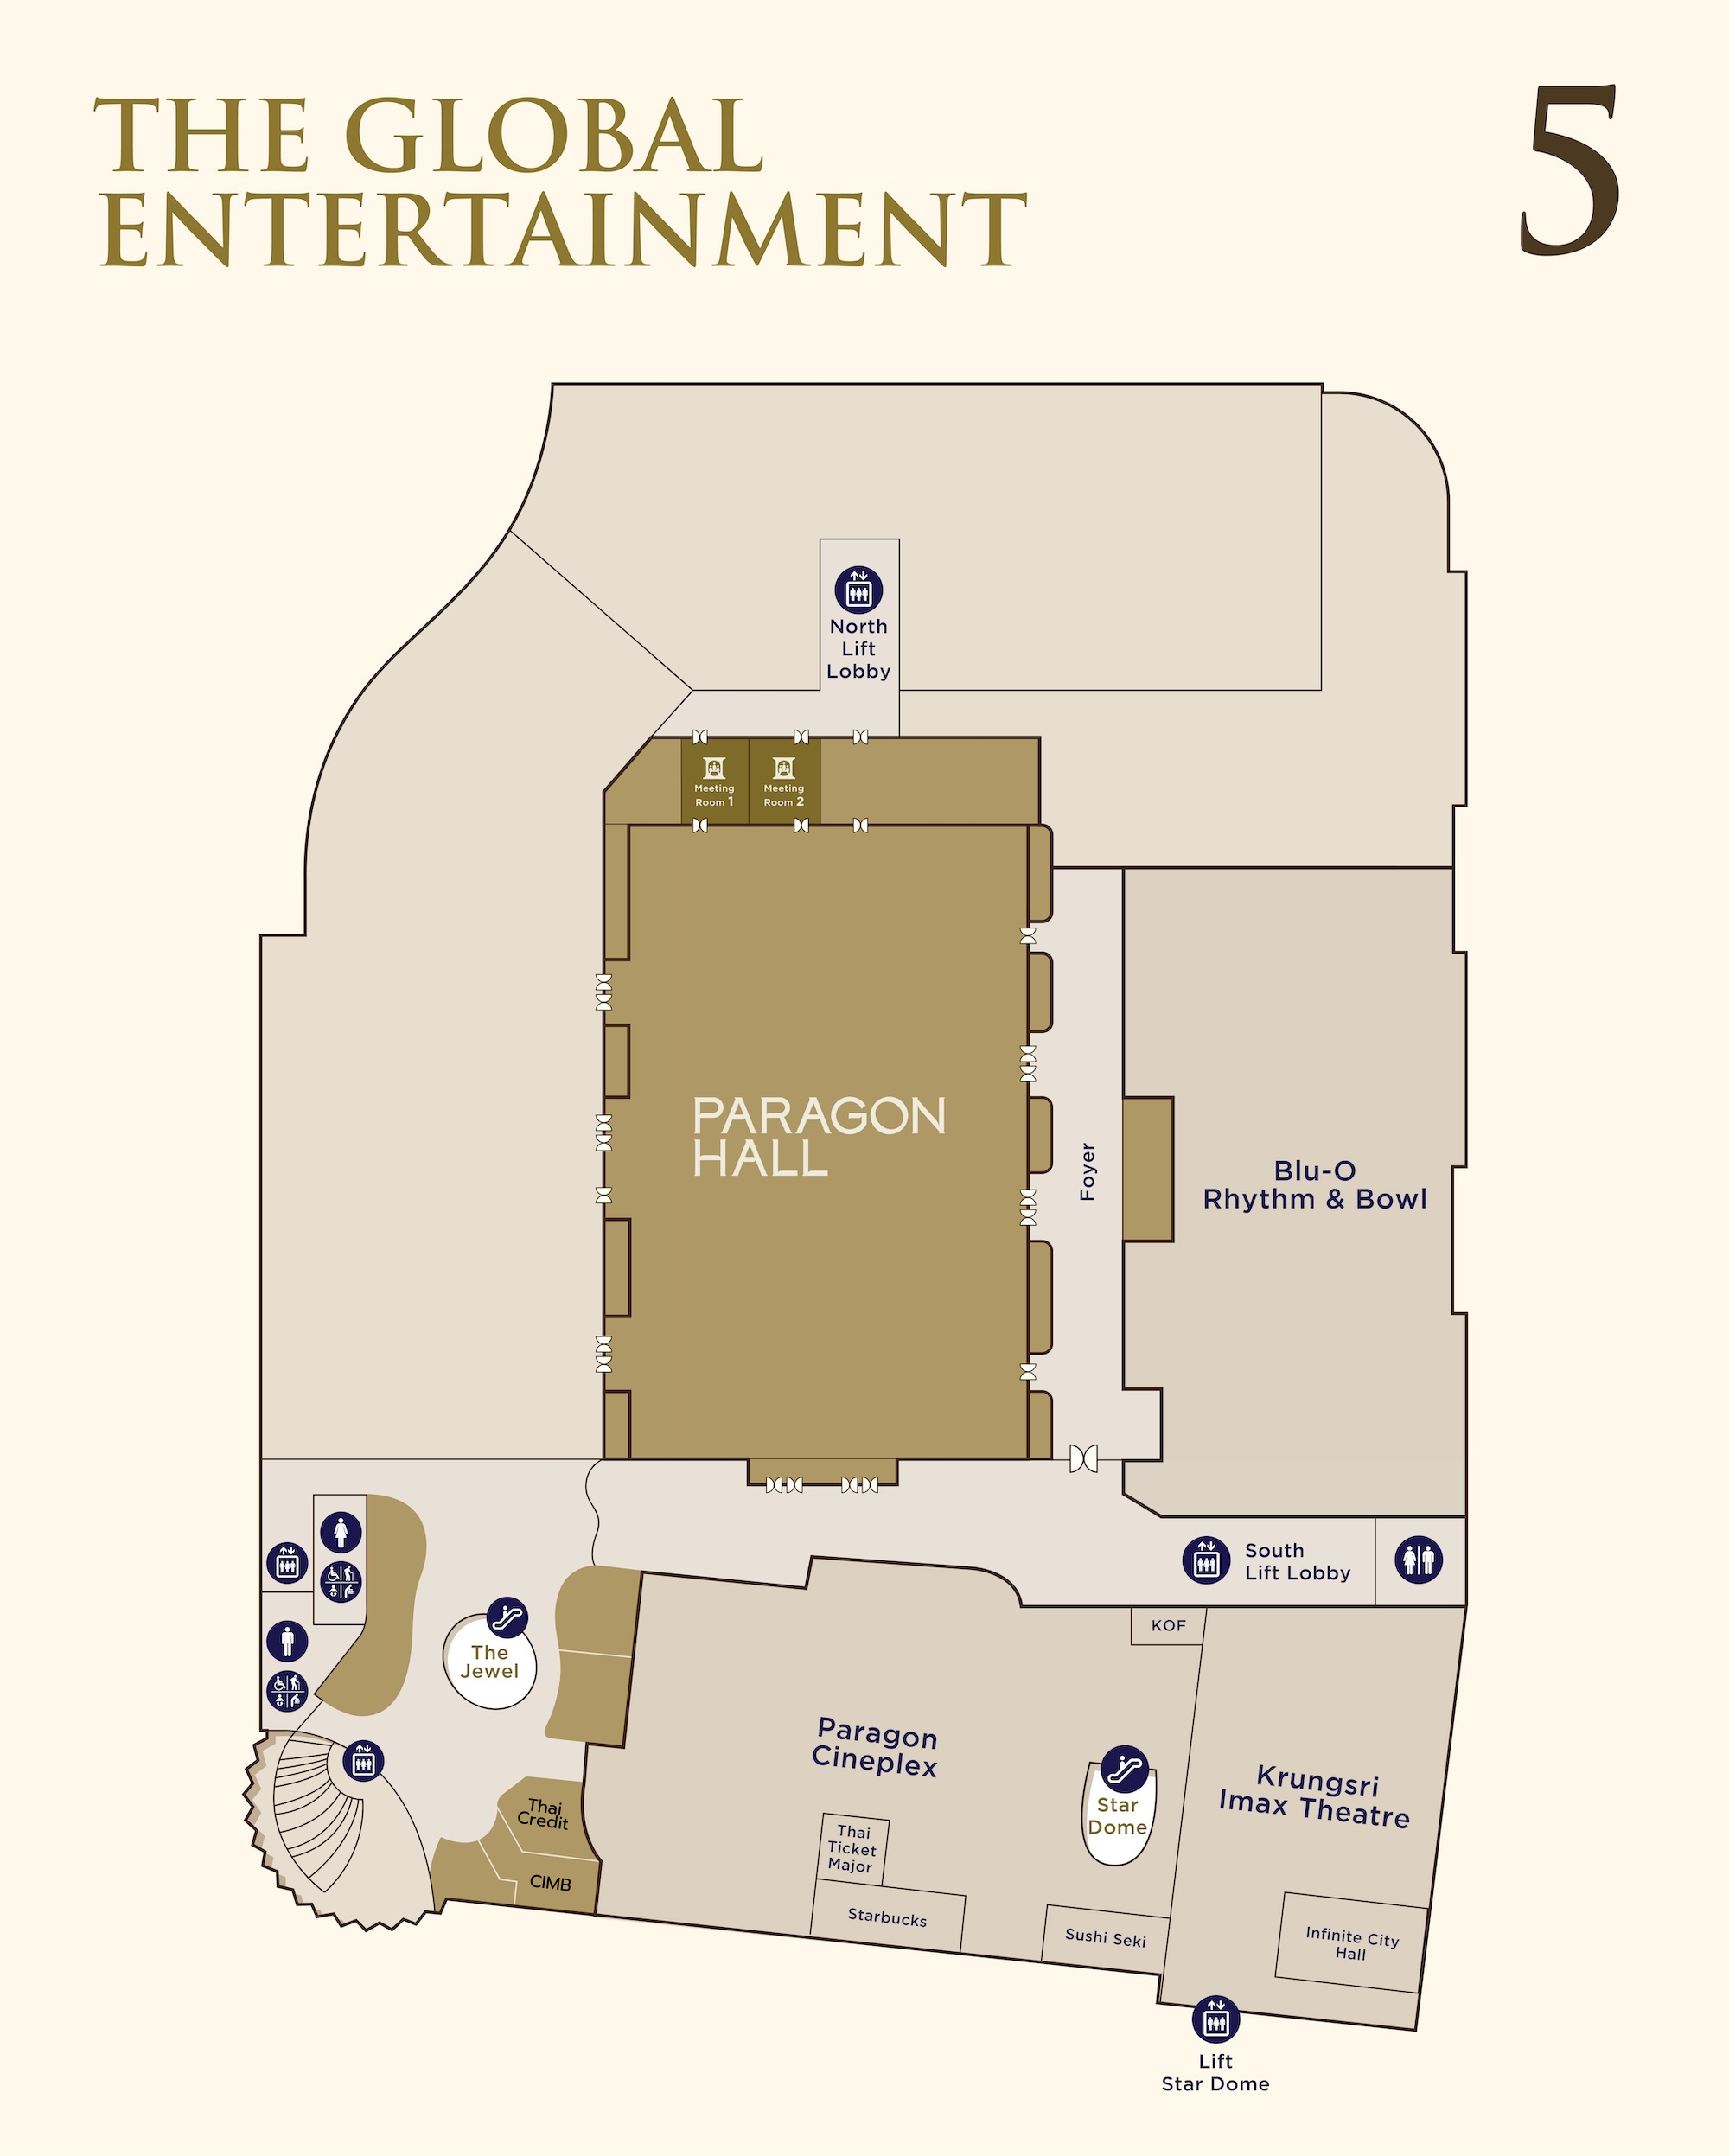 THE GLOBAL
ENTERTAINMENT
5
North
Lift
Lobby
Meeting
Room 1
Meeting
Room 2
PARAGON
HALL
Foyer
Blu-O
Rhythm & Bowl
South
Lift Lobby
KOF
The
Jewel
Paragon
Cineplex
Krungsri
Imax Theatre
Star
Dome
Thai
Credit
CIMB
Thai
Ticket
Major
Starbucks
Sushi Seki
Infinite City
Hall
Lift
Star Dome